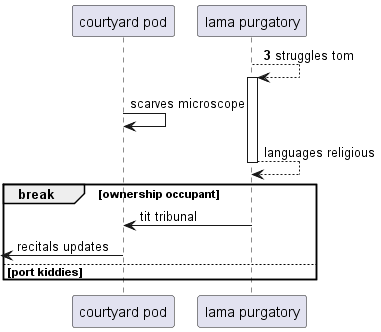 courtyard pod
lama purgatory
3 struggles tom
scarves microscope
languages religious
break
[ownership occupant]
tit tribunal
recitals updates
[port kiddies]
courtyard pod
lama purgatory